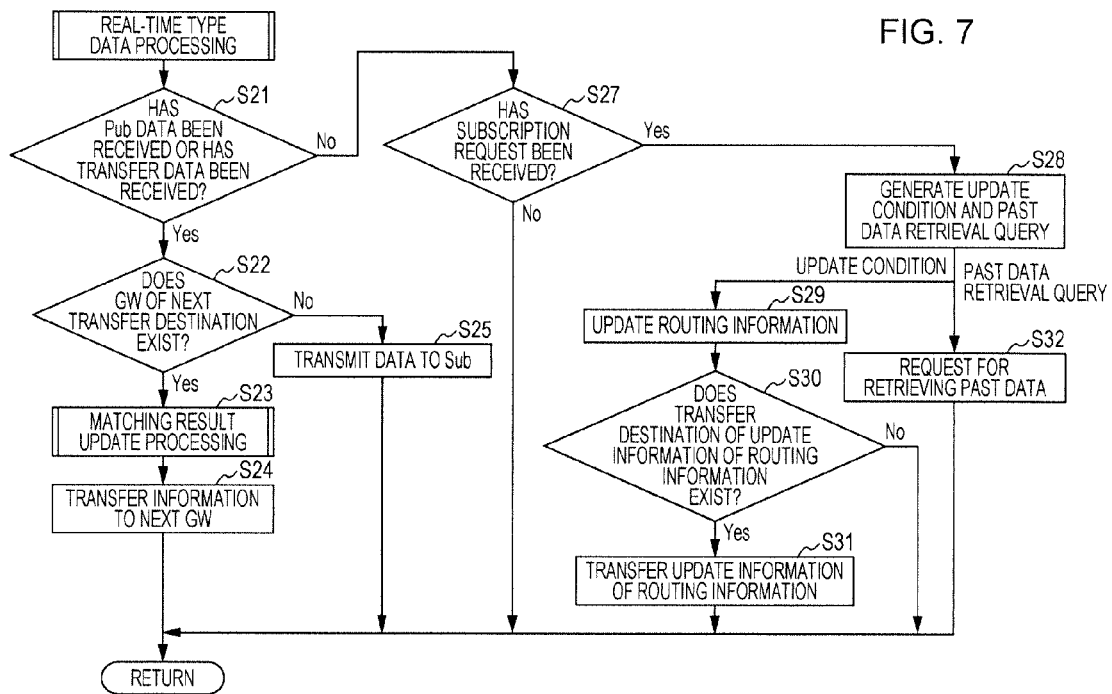 FIG. 7
REAL-TIME TYPE
DATA PROCESSING
S21
HAS
Pub DATA BEEN
RECEIVED OR HAS
TRANSFER DATA BEEN
RECEIVED?
No
Yes
S22
DOES
GW OF NEXT
TRANSFER DESTINATION
EXIST?
No
Yes
S23
MATCHING RESULT
UPDATE PROCESSING
S24
TRANSFER INFORMATION
TO NEXT GW
S25
TRANSMIT DATA TO Sub
S27
HAS
SUBSCRIPTION
REQUEST BEEN
RECEIVED?
Yes
No
S28
GENERATE UPDATE
CONDITION AND PAST
DATA RETRIEVAL QUERY
UPDATE CONDITION
PAST DATA
RETRIEVAL QUERY
S29
UPDATE ROUTING INFORMATION
S30
DOES
TRANSFER
DESTINATION OF UPDATE
INFORMATION OF ROUTING
INFORMATION
EXIST?
No
Yes
S31
TRANSFER UPDATE INFORMATION
OF ROUTING INFORMATION
S32
REQUEST FOR
RETRIEVING PAST DATA
RETURN